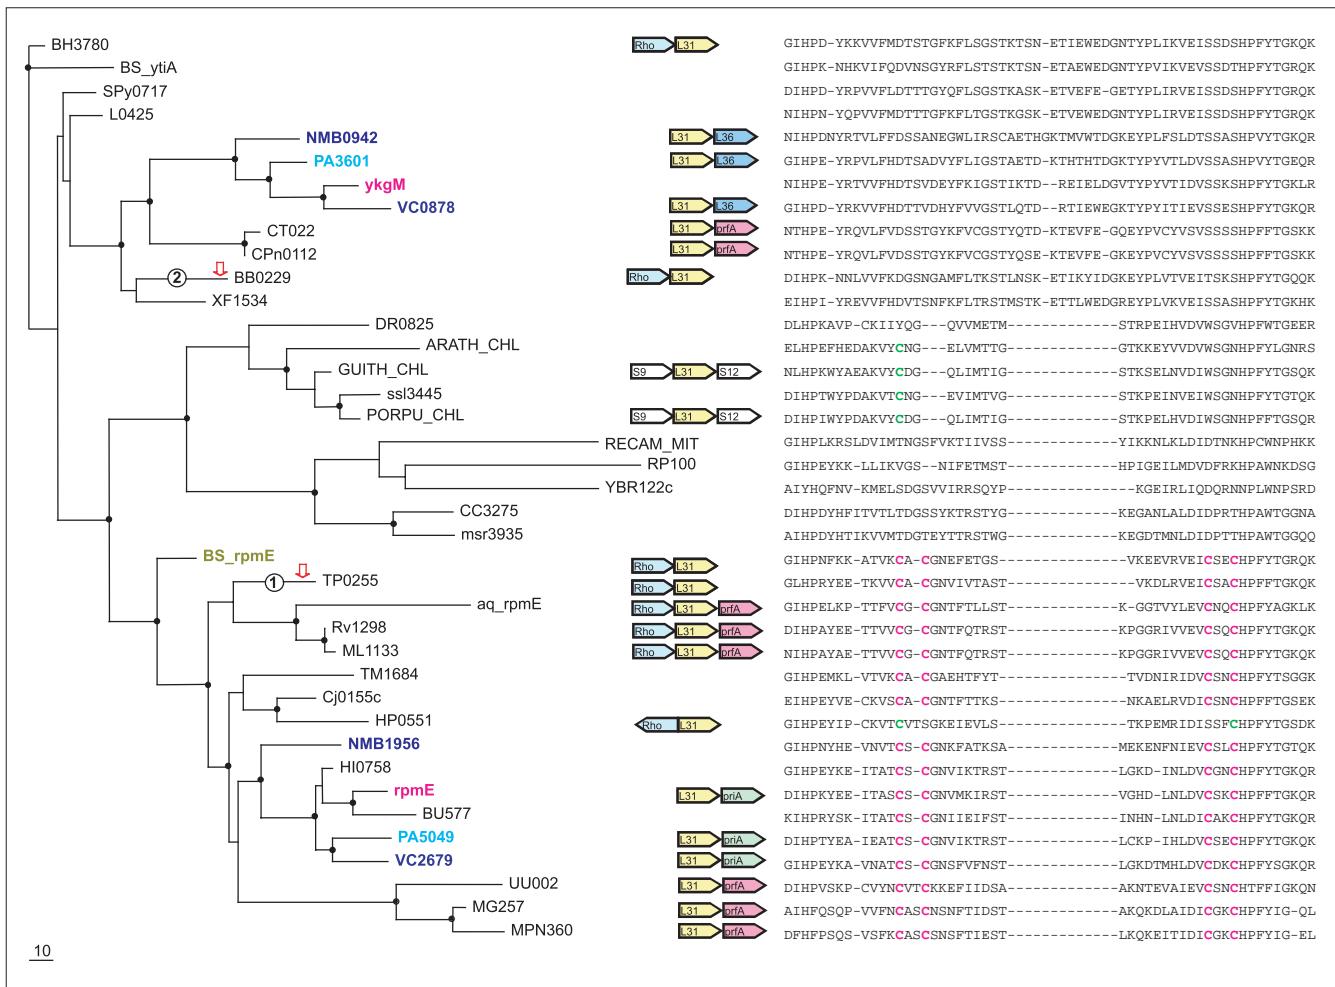 BH3780 Rho L31 GIHPD-YKKVVFMDTSTGFKFLSGSTKTSN-ETIEWEDGNTYPLIKVEISSDSHPFYTGKQK
BS_ytiA GIHPK-NHKVIFQDVNSGYRFLSTSTKTSN-ETAEWEDGNTYPVIKVEVSSDTHPFYTGRQK
SPy0717 DIHPD-YRPVVFLDTTTGYQFLSGSTKASK-ETVEFE-GETYPLIRVEISSDSHPFYTGRQK
L0425 NIHPN-YQPVVFMDTTTGFKFLTGSTKGSK-ETVEWEDGNTYPLIRVEISSDSHPFYTGRQK
NMB0942 L31 L36 NIHPDNYRTVLFFDSSANEGWLIRSCAETHGKTMVWTDGKEYPLFSLDTSSASHPVYTGKQR
PA3601 L31 L36 GIHPE-YRPVLFHDTSADVYFLIGSTAETD-KTHTHTDGKTYPYVTLDVSSASHPVYTGEQR
ykgM NIHPE-YRTVVFHDTSVDEYFKIGSTIKTD--REIELDGVTYPYVTIDVSSKSHPFYTGKLR
VC0878 L31 L36 GIHPD-YRTVVFHDTTVDHYFVVGSTLQTD--RTIEWEGKTYPYITIEVSSESHPFYTGKQR
CT022 L31 prfA NTHPE-YRQVLFVDSSTGYKFVCGSTYQTD-KTEVFE-GQEYPVCYVSVSSSSHPFFTGSKK
CPn0112 L31 prfA NTHPE-YRQVLFVDSSTGYKFVCGSTYQSE-KTEVFE-GKEYPVCYVSVSSSSHPFFTGSKR
2 BB0229 Rho L31 DIHPK-NNLVVFKDGSNGAMFLTKSTLNSK-ETIKYIDGKEYPLVTVEITSKSHPFYTGQQK
XF1534 EIHPI-YREVVFHDVTSNFKFLTRSTMSTK-ETTLWEDGREYPLVKVEISSASHPFYTGKHK
DR0825 DLHPKAVP-CKIIYQG---QVVMETM--------------STRPEIHVDVWSGVHPFWTGEER
ARATH_CHL ELHPEFHEDAKVYCNG---ELVMTTG--------------GTKKEYVVDVWSGNHPFYLGNRS
GUITH_CHL S9 L31 S12 NLHPKWYAEAKVYCDG---QLIMTIG--------------STKSELNVDIWSGNHPFYTGSQR
ssl3445 DIHPTWYPDAKVTCNG---EVIMTVG--------------STKPEINVDIWSGNHPFYTGTQK
PORPU_CHL S9 L31 S12 DIHPIWYPDAKVYCDG---QLIMTIG--------------STKPELHVDIWSGNHPFFTGSQR
RECAM_MIT GIHPLKRSLDVIMTNGSFVKTIIVSS--------------YIKKNLKLDIDTNKHPCWNPHKK
RP100 GIHPEYKK-LLIKVGS--NIFETMST--------------HPIGEILMDVDFRKHPAWNKDSG
YBR122c AIYHQFNV-KMELSDGSVVIRRSQYP--------------KGEIRLIQDQRNNPLWNPSRD
CC3275 DIHPDYHFITVTLTDGSSYKTRSTYG--------------KEGANLALDIDPRTHPAWTGGNA
msr3935 AIHPDYHTIKVVMTDGTEYTTRSTWG--------------KEGDTMNLDIDPTTHPAWTGGQQ
BS_rpmE Rho L31 GIHPNFKK-ATVKCA-CGNEFETGS--------------VKEEVRVEICSECHPFYTGRQK
1 TP0255 Rho L31 GLHPRYEE-TKVVCA-CGNVIVTAST--------------VKDLRVEICSACHPFYTGKQK
aq_rpmE Rho L31 prfA GIHPELKP-TTFVCG-CGNTFTLLST--------------K-GGTVYLEVCNQCHPFYAGKLK
Rv1298 Rho L31 prfA DIHPAYEE-TTVVCG-CGNTFQTRST--------------KPGGRIVVEVCSQCHPFYTGKQK
ML1133 Rho L31 prfA NIHPAYAE-TTVVCG-CGNTFQTRST--------------KPGGRIVVEVCSQCHPFYTGKQK
TM1684 GIHPEMKL-VTVKCA-CGAEHTFYT--------------TVDNIRIDVCSNCHPFYTSGGK
Cj0155c EIHPEYVE-CKVSCA-CGNTFTTKS--------------NKAELRVDICSNCHPFFTGSEK
HP0551 Rho L31 GIHPEYIP-CKVTCVTSGKEIEVLS--------------TKPEMRIDISSFCHPFYTGSDK
NMB1956 GIHPNYHE-VNVTCS-CGNKFATKSA--------------MEKENFNIEVCSLCHPFYTGTQK
HI0758 GIHPEYKE-ITATCS-CGNVIKTRST--------------LGKD-INLDVCGNCHPFYTGKQR
rpmE L31 priA DIHPKYEE-ITASCS-CGNVMKIRST--------------VGHD-LNLDVCSKCHPFFTGKQR
BU577 KIHPRYSK-ITATCS-CGNIIEIFST--------------INHN-LNLDICAKCHPFYTGKQR
PA5049 L31 priA DIHPTYEA-IEATCS-CGNVIKTRST--------------LCKP-IHLDVCSECHPFYTGKQK
VC2679 L31 priA GIHPEYKA-VNATCS-CGNSFVFNST--------------LGKDTMHLDVCDKCHPFYSGKQR
UU002 L31 prfA DIHPVSKP-CVYNCVTCKKEFIIDSA--------------AKNTEVAIEVCSNCHTFFIGKQN
MG257 L31 prfA AIHFQSQP-VVFNCASCNSNFTIDST--------------AKQKDLAIDICGKCHPFYIG-QL
MPN360 L31 prfA DFHFPSQS-VSFKCASCSNSFTIEST--------------LKQKEITIDICGKCHPFYIG-EL
10